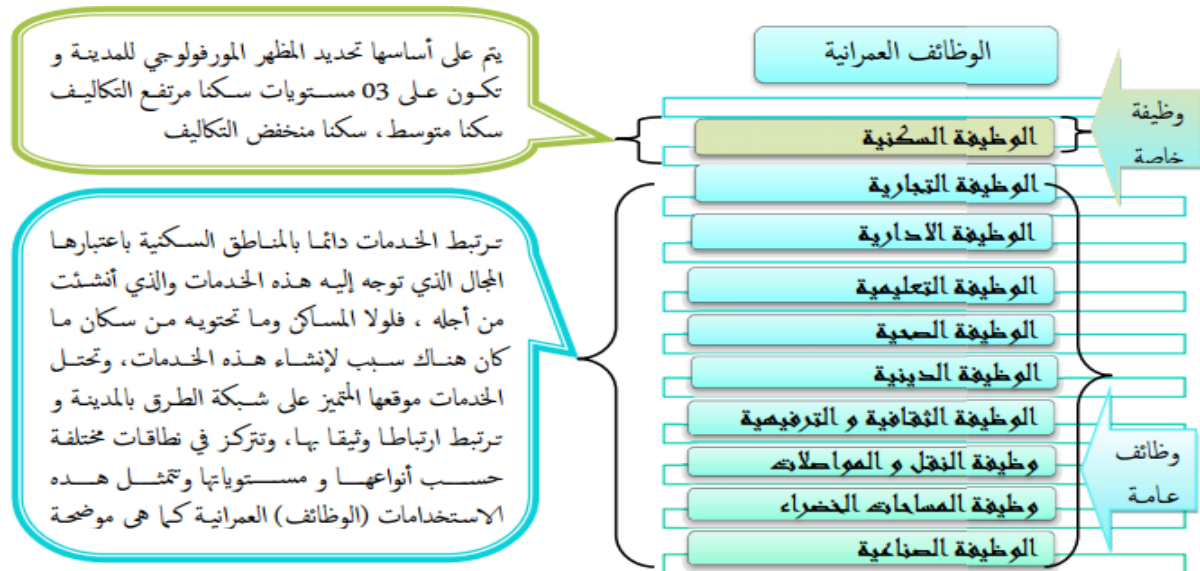 الوظائف العمرانية
وظيفة
خاصة
الوظيفة السكنية
يتم على أساسها تحديد المظهر المورفولوجي للمدينة و
تكون على 03 مستويات سكنا مرتفع التكاليف
سكنا متوسط، سكنا منخفض التكاليف
الوظيفة التجارية
الوظيفة الادارية
الوظيفة التعليمية
الوظيفة الصحية
الوظيفة الدينية
الوظيفة الثقافية و الترفيهية
وظيفة النقل و المواصلات
وظيفة المساحات الخضراء
الوظيفة الصناعية
وظائف
عامة
ترتبط الخدمات دائما بالمناطق السكنية باعتبارها
المجال الذي توجه إليه هذه الخدمات والذي أنشئت
من أجله ، فلولا المساكن وما تحتويه من سكان ما
كان هناك سبب لإنشاء هذه الخدمات، وتحتل
الخدمات موقعها المتميز على شبكة الطرق بالمدينة و
ترتبط ارتباطا وثيقا بها، وتتركز في نطاقات مختلفة
حسب أنواعها و مستوياتها وتتمثل هده
الاستخدامات (الوظائف) العمرانية كما هي موضحة